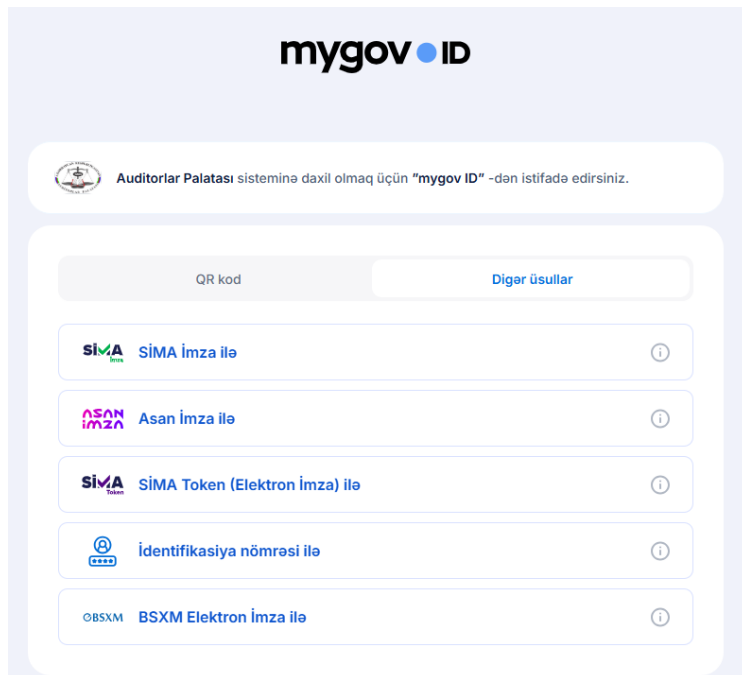 mygov ID
Auditorlar Palatası sisteminə daxil olmaq üçün "mygov ID" -dən istifadə edirsiniz.
QR kod
Digər üsullar
SİMA İmza
SİMA İmza ilə
ASAN İMZA
Asan İmza ilə
SİMA Token
SİMA Token (Elektron İmza) ilə
****
İdentifikasiya nömrəsi ilə
BSXM
BSXM Elektron İmza ilə